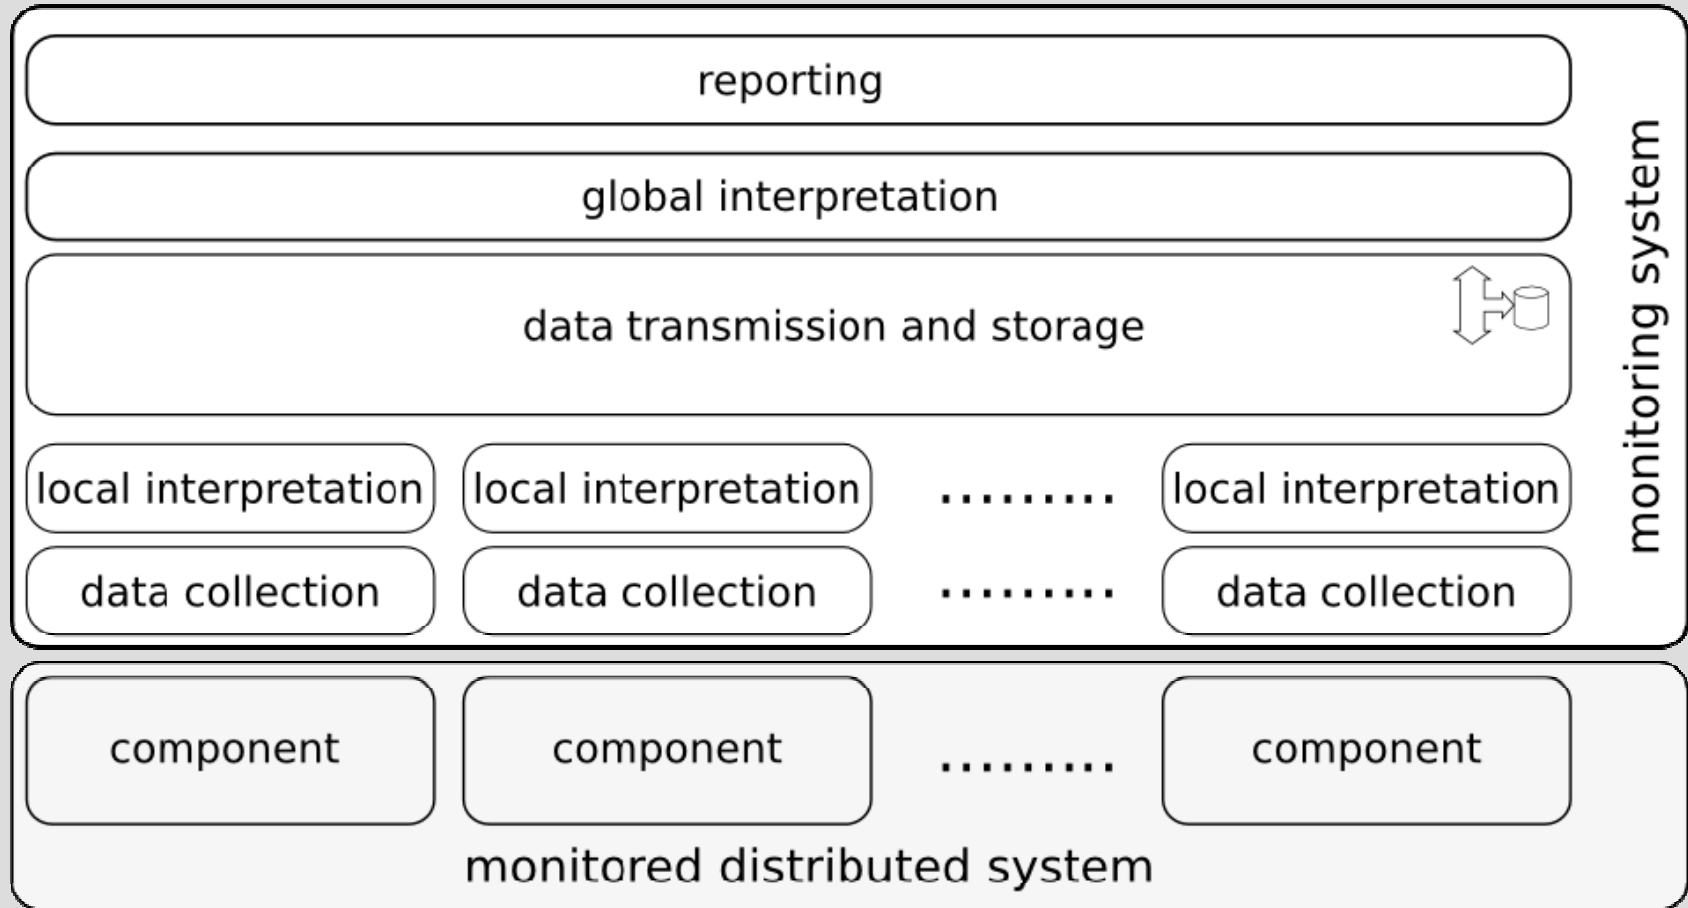 reporting
global interpretation
data transmission and storage
local interpretation local interpretation ......... local interpretation
data collection data collection ......... data collection
monitoring system
component component ......... component
monitored distributed system